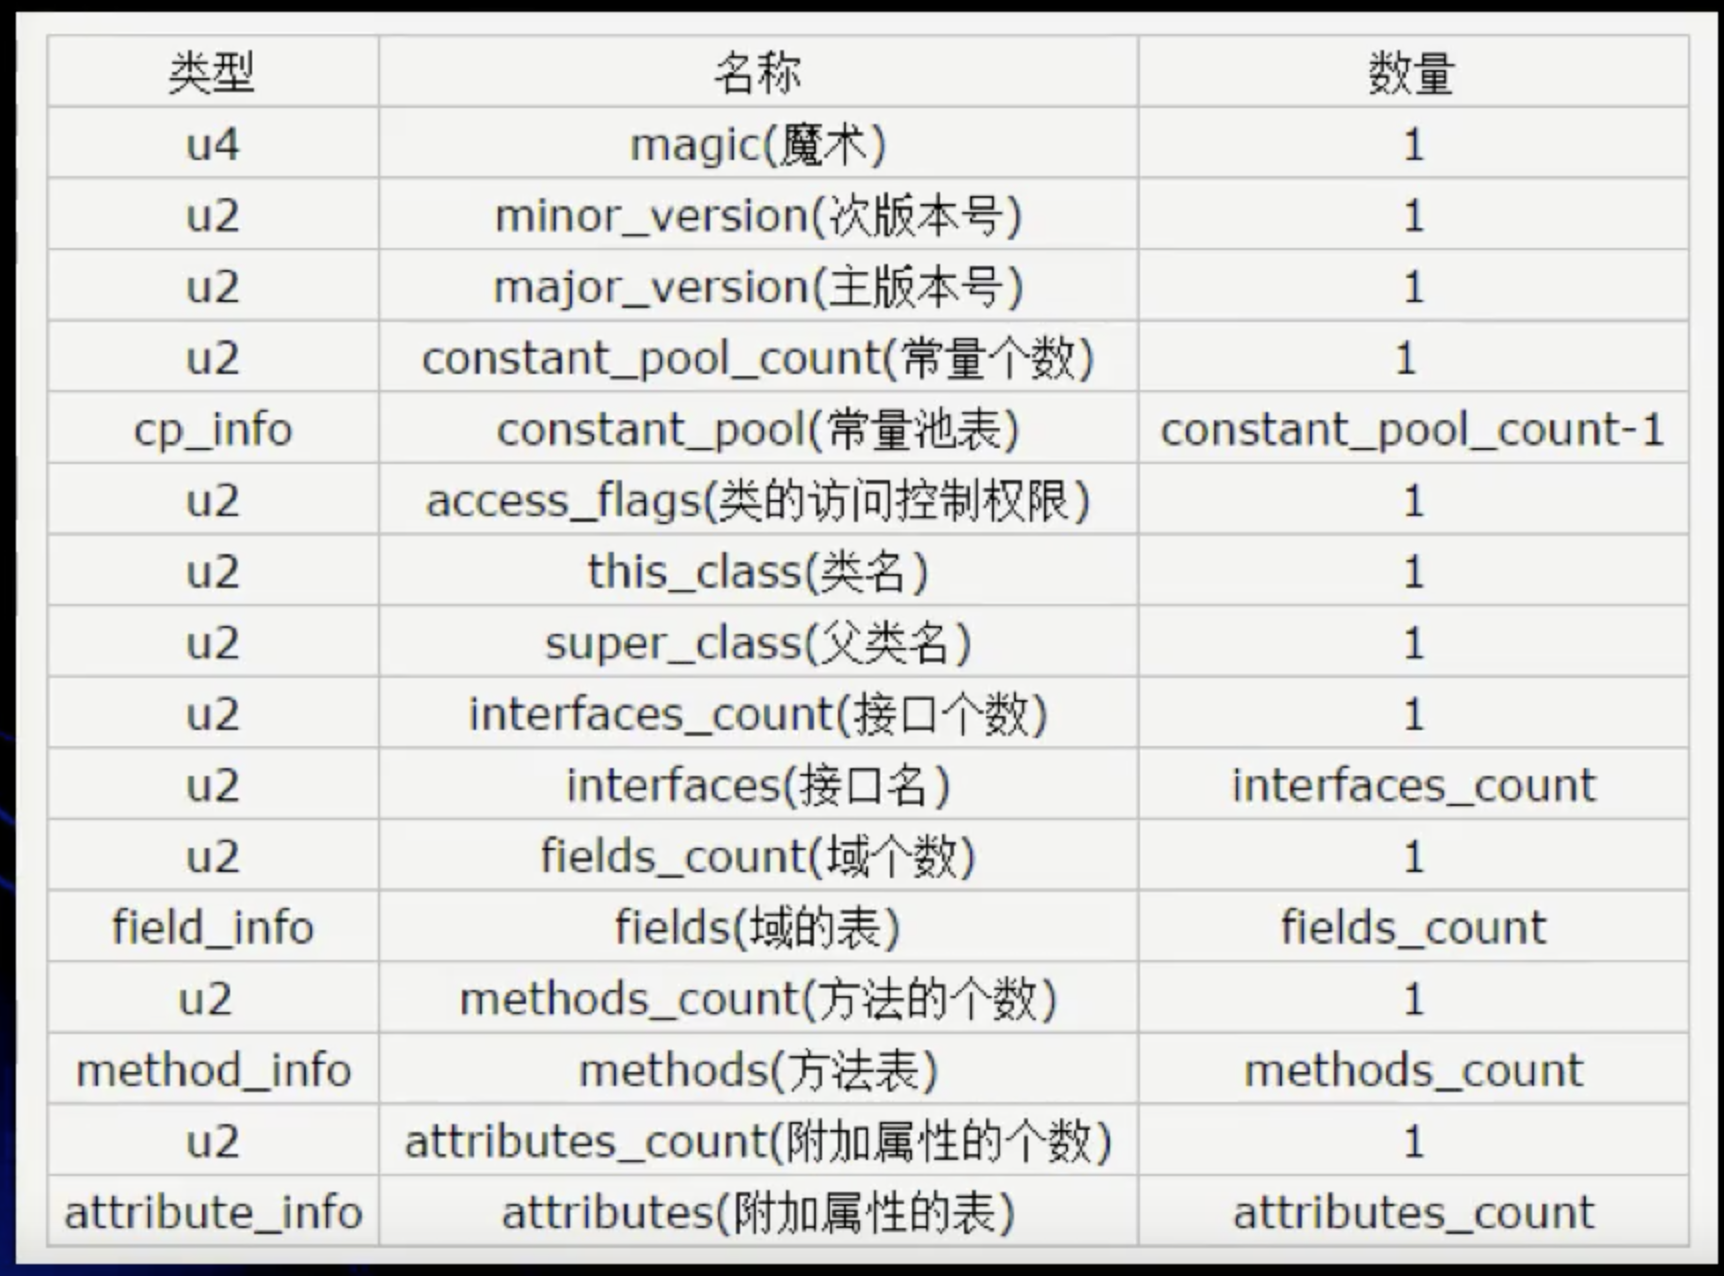 类型 名称 数量
u4 magic(魔术) 1
u2 minor_version(次版本号) 1
u2 major_version(主版本号) 1
u2 constant_pool_count(常量个数) 1
cp_info constant_pool(常量池表) constant_pool_count-1
u2 access_flags(类的访问控制权限) 1
u2 this_class(类名) 1
u2 super_class(父类名) 1
u2 interfaces_count(接口个数) 1
u2 interfaces(接口名) interfaces_count
u2 fields_count(域个数) 1
field_info fields(域的表) fields_count
u2 methods_count(方法的个数) 1
method_info methods(方法表) methods_count
u2 attributes_count(附加属性的个数) 1
attribute_info attributes(附加属性的表) attributes_count